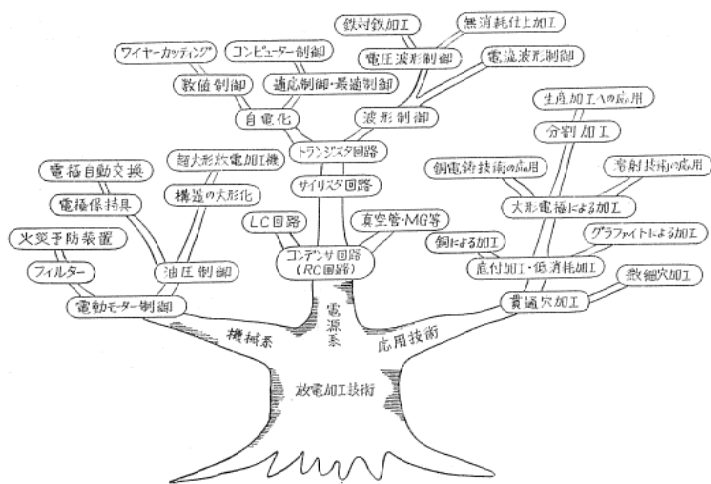 鉄対鉄加工
無消耗仕上加工
ワイヤーカッティング
コンピューター制御
電圧波形制御
電流波形制御
数値制御
適応制御・最適制御
自電化
波形制御
生産加工への応用
分割加工
トランジスタ回路
電極自動交換
超大形放電加工機
サイリスタ回路
銅電鋳技術の応用
溶射技術の応用
電極保持具
構造の大形化
大形電極による加工
火災予防装置
LC回路
真空管・MG等
銅による加工
グラファイトによる加工
フィルター
油圧制御
コンデンサ回路
(RC回路)
底付加工・低消耗加工
微細穴加工
電動モーター制御
貫通穴加工
機械系
電源系
応用技術
放電加工技術